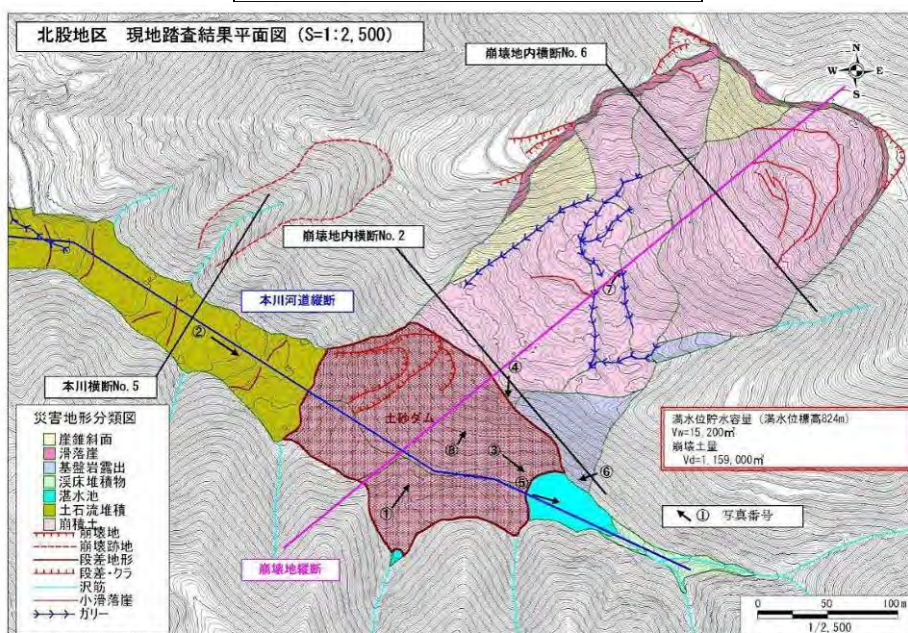 北股地区 現地踏査結果平面図 (S=1:2,500)
崩壊地内横断No.6
N
W E
S
崩壊地内横断No.2
本川河道縦断
⑦
②
④
本川横断No.5
土砂ダム
⑧
③
⑤
⑥
①
崩壊地縦断
満水位貯水容量 (満水位標高824m)
Vw=15,200㎥
崩壊土量
Vd=1,159,000㎥
① 写真番号
災害地形分類図
崖錐斜面
滑落崖
基盤岩露出
渓床堆積物
湛水池
土石流堆積
崩積土
崩壊地
崩壊跡地
段差地形
段差・クラ
沢筋
小滑落崖
ガリー
0 50 100 m
1/2,500